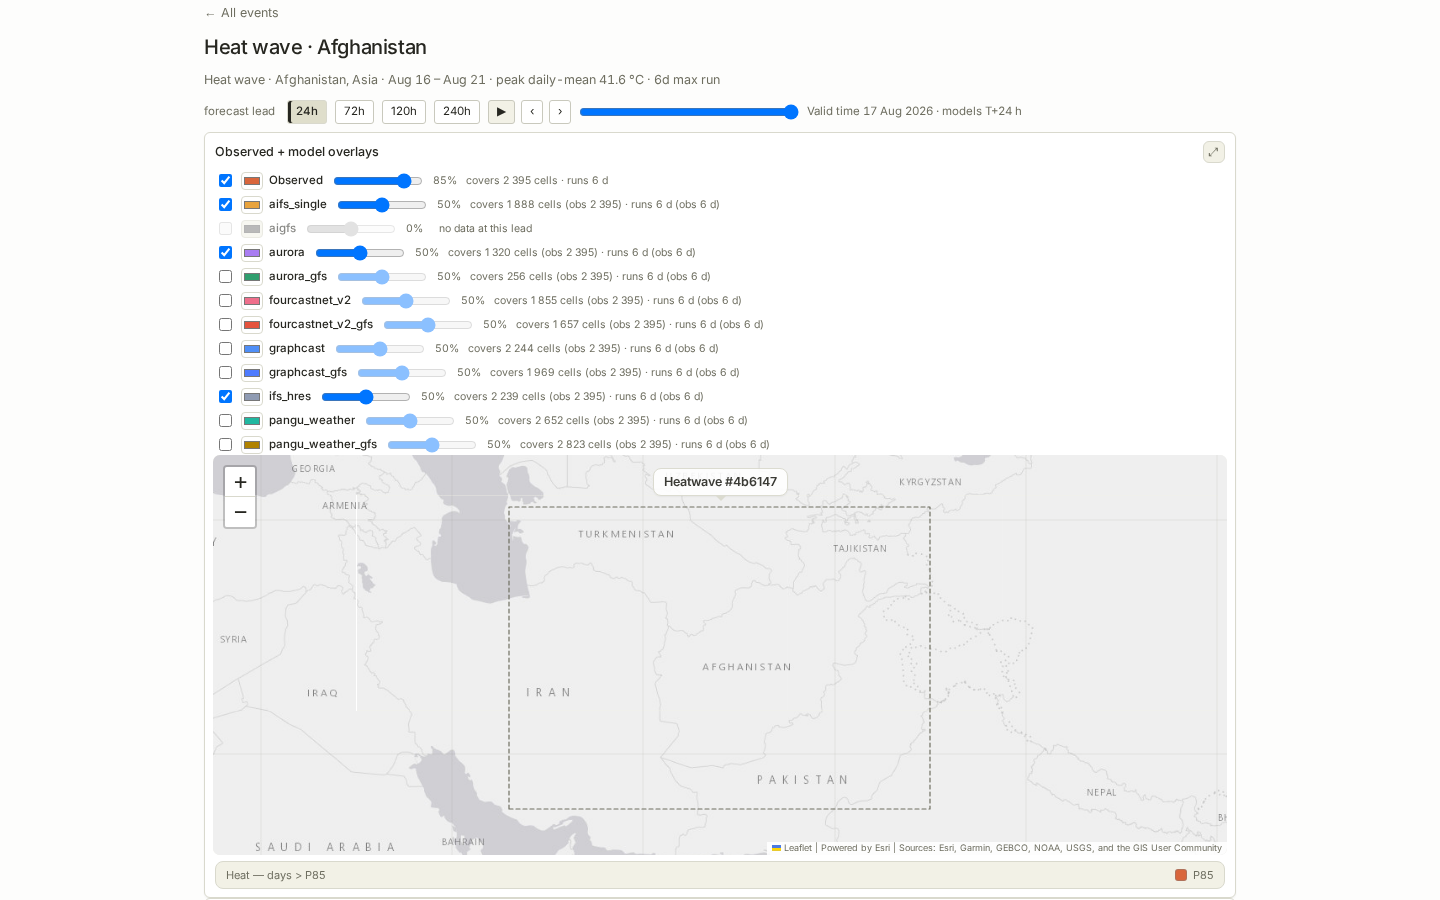 ← All events
Heat wave · Afghanistan
Heat wave · Afghanistan, Asia · Aug 16 – Aug 21 · peak daily-mean 41.6 °C · 6d max run
forecast lead 24h 72h 120h 240h ▶ ‹ › Valid time 17 Aug 2026 · models T+24 h
Observed + model overlays
Observed 85% covers 2 395 cells · runs 6 d
aifs_single 50% covers 1 888 cells (obs 2 395) · runs 6 d (obs 6 d)
aigfs 0% no data at this lead
aurora 50% covers 1 320 cells (obs 2 395) · runs 6 d (obs 6 d)
aurora_gfs 50% covers 256 cells (obs 2 395) · runs 6 d (obs 6 d)
fourcastnet_v2 50% covers 1 855 cells (obs 2 395) · runs 6 d (obs 6 d)
fourcastnet_v2_gfs 50% covers 1 657 cells (obs 2 395) · runs 6 d (obs 6 d)
graphcast 50% covers 2 244 cells (obs 2 395) · runs 6 d (obs 6 d)
graphcast_gfs 50% covers 1 969 cells (obs 2 395) · runs 6 d (obs 6 d)
ifs_hres 50% covers 2 239 cells (obs 2 395) · runs 6 d (obs 6 d)
pangu_weather 50% covers 2 652 cells (obs 2 395) · runs 6 d (obs 6 d)
pangu_weather_gfs 50% covers 2 823 cells (obs 2 395) · runs 6 d (obs 6 d)
GEORGIA
+
Heatwave #4b6147
KYRGYZSTAN
ARMENIA
−
TURKMENISTAN
TAJIKISTAN
SYRIA
AFGHANISTAN
IRAQ
IRAN
PAKISTAN
NEPAL
SAUDI ARABIA
BAHRAIN
Leaflet | Powered by Esri | Sources: Esri, Garmin, GEBCO, NOAA, USGS, and the GIS User Community
Heat — days > P85 P85